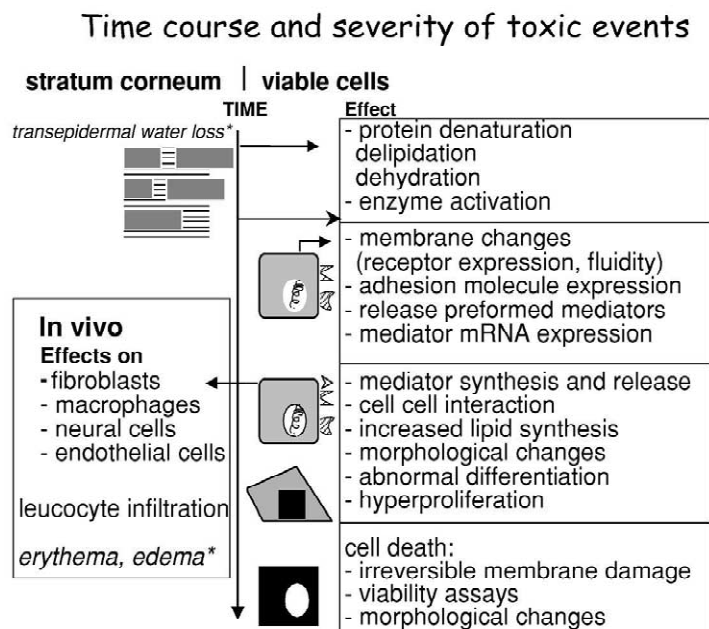 Time course and severity of toxic events
stratum corneum | viable cells
TIME
Effect
transepidermal water loss*
- protein denaturation
delipidation
dehydration
- enzyme activation
- membrane changes
(receptor expression, fluidity)
- adhesion molecule expression
- release preformed mediators
- mediator mRNA expression
In vivo
Effects on
- fibroblasts
- macrophages
- neural cells
- endothelial cells
leucocyte infiltration
erythema, edema*
- mediator synthesis and release
- cell cell interaction
- increased lipid synthesis
- morphological changes
- abnormal differentiation
- hyperproliferation
cell death:
- irreversible membrane damage
- viability assays
- morphological changes